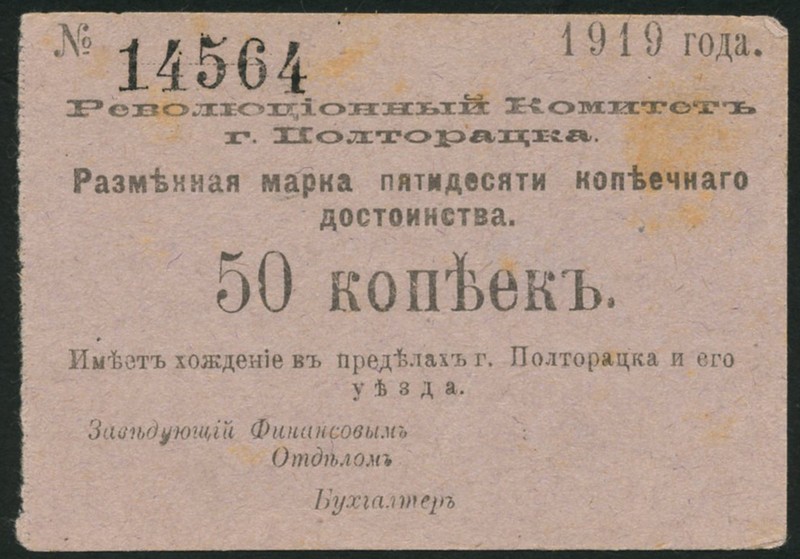 № 14564 1919 года.
Революціонный Комитетъ
г. Полторацка.
Размѣнная марка пятидесяти копѣечнаго
достоинства.
50 копѣекъ.
Имѣетъ хожденіе въ предѣлахъ г. Полторацка и его
уѣзда.
Завѣдующій Финансовымъ
Отдѣломъ
Бухгалтеръ